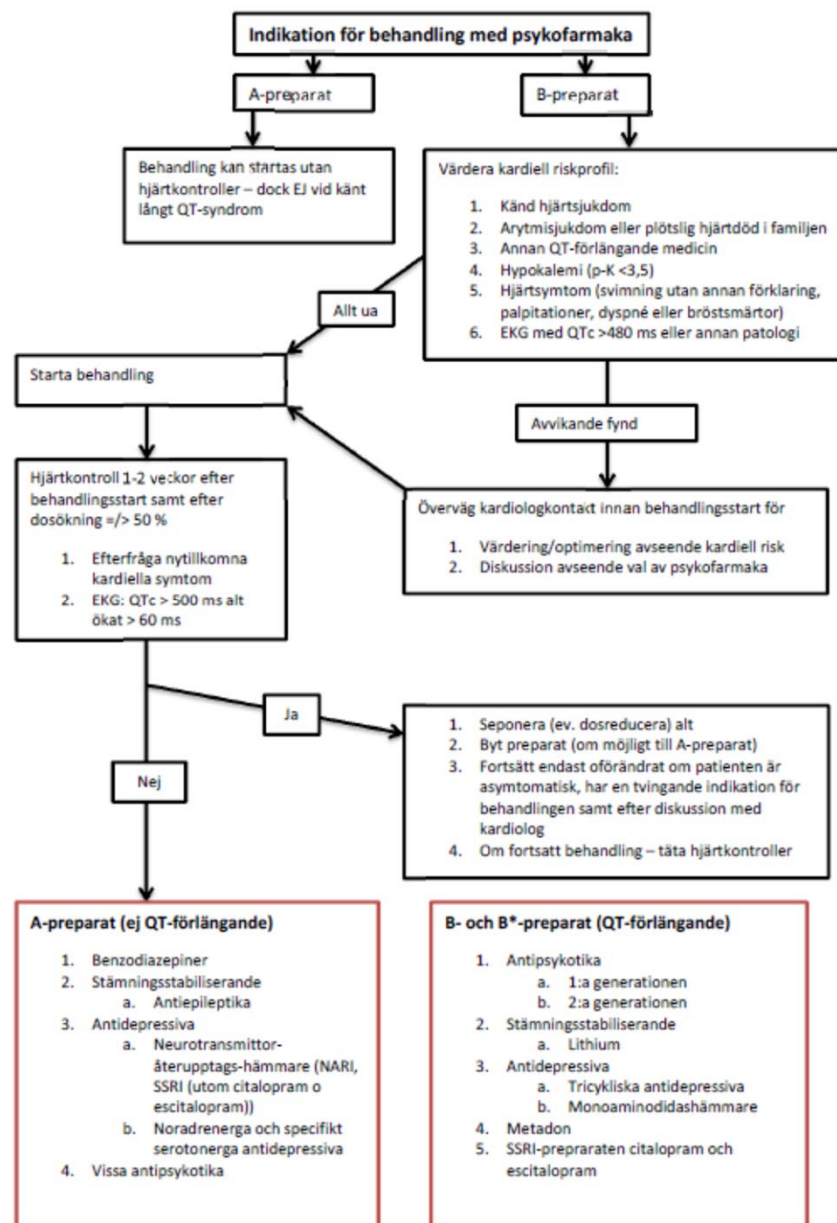 Indikation för behandling med psykofarmaka
A-preparat
B-preparat
Behandling kan startas utan
hjärtkontroller – dock EJ vid känt
långt QT-syndrom
Värdera kardiell riskprofil:
1. Känd hjärtsjukdom
2. Arytmisjukdom eller plötslig hjärtdöd i familjen
3. Annan QT-förlängande medicin
4. Hypokalemi (p-K <3,5)
5. Hjärtsymtom (svimning utan annan förklaring,
palpitationer, dyspné eller bröstsmärtor)
6. EKG med QTc >480 ms eller annan patologi
Allt ua
Starta behandling
Avvikande fynd
Hjärtkontroll 1-2 veckor efter
behandlingsstart samt efter
dosökning =/> 50 %
1. Efterfråga nytillkomna
kardiella symtom
2. EKG: QTc > 500 ms alt
ökat > 60 ms
Överväg kardiologkontakt innan behandlingsstart för
1. Värdering/optimering avseende kardiell risk
2. Diskussion avseende val av psykofarmaka
Ja
Nej
1. Seponera (ev. dosreducera) alt
2. Byt preparat (om möjligt till A-preparat)
3. Fortsätt endast oförändrat om patienten är
asymtomatisk, har en tvingande indikation för
behandlingen samt efter diskussion med
kardiolog
4. Om fortsatt behandling – täta hjärtkontroller
A-preparat (ej QT-förlängande)
1. Benzodiazepiner
2. Stämningsstabiliserande
a. Antiepileptika
3. Antidepressiva
a. Neurotransmittor-
återupptags-hämmare (NARI,
SSRI (utom citalopram o
escitalopram))
b. Noradrenerga och specifikt
serotonerga antidepressiva
4. Vissa antipsykotika
B- och B*-preparat (QT-förlängande)
1. Antipsykotika
a. 1:a generationen
b. 2:a generationen
2. Stämningsstabiliserande
a. Lithium
3. Antidepressiva
a. Tricykliska antidepressiva
b. Monoaminodidashämmare
4. Metadon
5. SSRI-prepraraten citalopram och
escitalopram